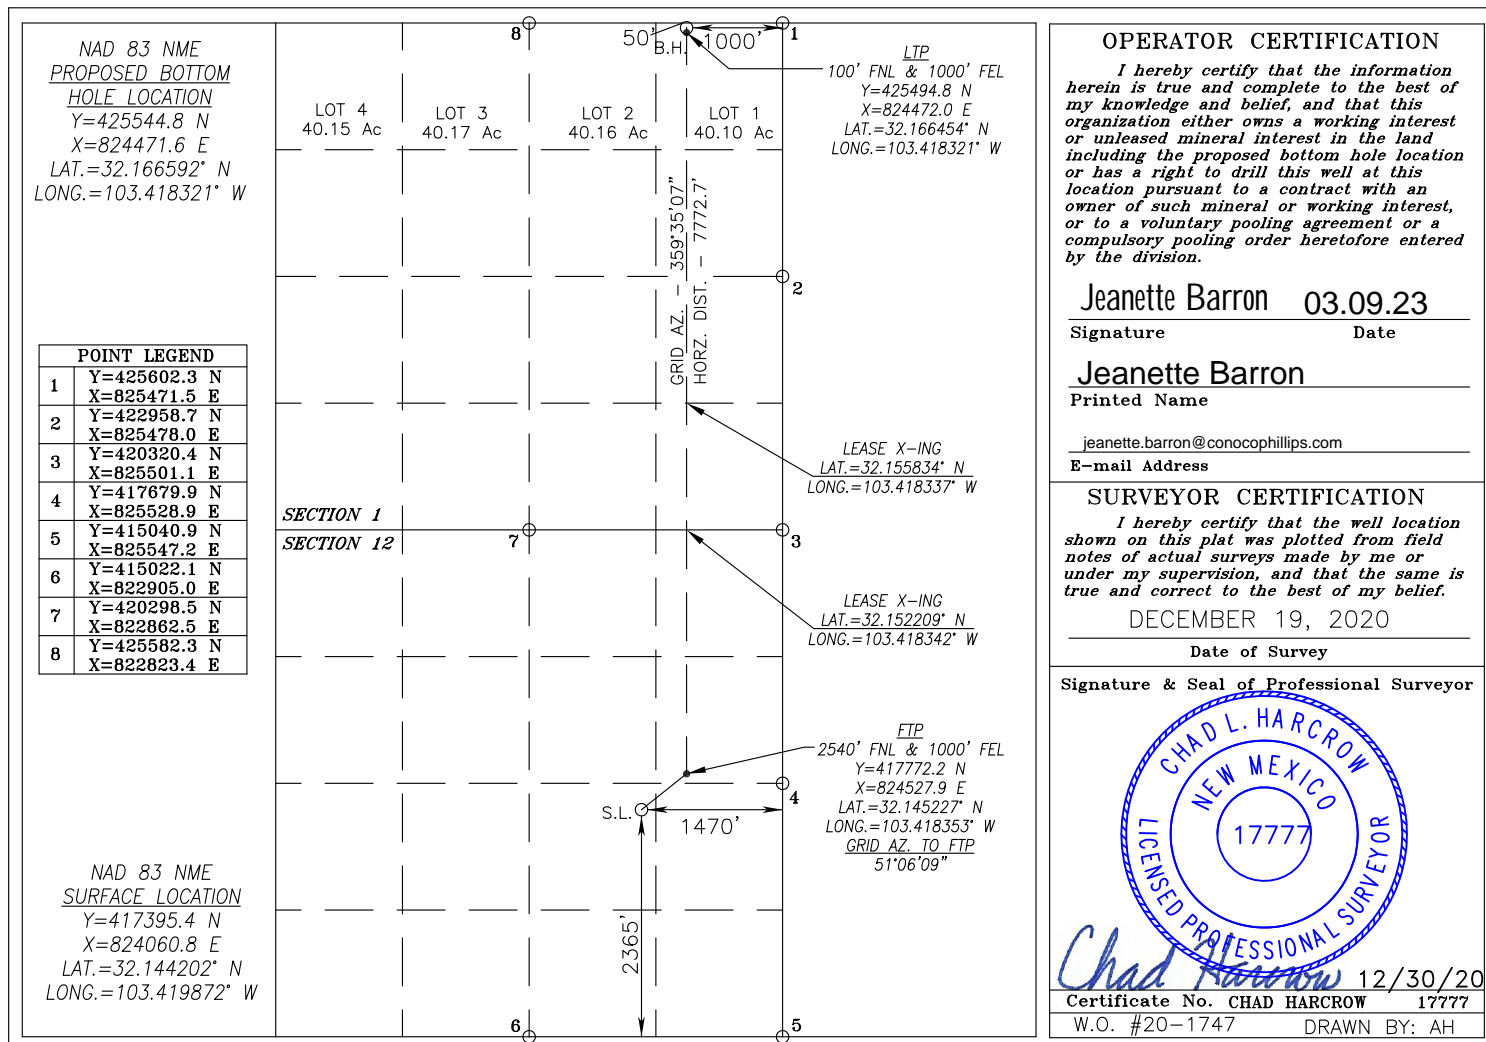 NAD 83 NME
PROPOSED BOTTOM
HOLE LOCATION
Y=425544.8 N
X=824471.6 E
LAT.=32.166592° N
LONG.=103.418321° W
POINT LEGEND
1 Y=425602.3 N
X=825471.5 E
2 Y=422958.7 N
X=825478.0 E
3 Y=420320.4 N
X=825501.1 E
4 Y=417679.9 N
X=825528.9 E
5 Y=415040.9 N
X=825547.2 E
6 Y=415022.1 N
X=822905.0 E
7 Y=420298.5 N
X=822862.5 E
8 Y=425582.3 N
X=822823.4 E
NAD 83 NME
SURFACE LOCATION
Y=417395.4 N
X=824060.8 E
LAT.=32.144202° N
LONG.=103.419872° W
8
50'
B.H.
1000'
1
LOT 4
40.15 Ac
LOT 3
40.17 Ac
LOT 2
40.16 Ac
LOT 1
40.10 Ac
LTP
100' FNL & 1000' FEL
Y=425494.8 N
X=824472.0 E
LAT.=32.166454° N
LONG.=103.418321° W
GRID AZ. - 359°35'07"
HORZ. DIST. - 7772.7'
2
LEASE X-ING
LAT.=32.155834° N
LONG.=103.418337° W
SECTION 1
SECTION 12
7
3
LEASE X-ING
LAT.=32.152209° N
LONG.=103.418342° W
FTP
2540' FNL & 1000' FEL
Y=417772.2 N
X=824527.9 E
LAT.=32.145227° N
LONG.=103.418353° W
GRID AZ. TO FTP
51°06'09"
4
S.L.
1470'
2365'
6
5
OPERATOR CERTIFICATION
I hereby certify that the information
herein is true and complete to the best of
my knowledge and belief, and that this
organization either owns a working interest
or unleased mineral interest in the land
including the proposed bottom hole location
or has a right to drill this well at this
location pursuant to a contract with an
owner of such mineral or working interest,
or to a voluntary pooling agreement or a
compulsory pooling order heretofore entered
by the division.
Jeanette Barron 03.09.23
Signature Date
Jeanette Barron
Printed Name
jeanette.barron@conocophillips.com
E-mail Address
SURVEYOR CERTIFICATION
I hereby certify that the well location
shown on this plat was plotted from field
notes of actual surveys made by me or
under my supervision, and that the same is
true and correct to the best of my belief.
DECEMBER 19, 2020
Date of Survey
Signature & Seal of Professional Surveyor
CHAD L. HARCROW
NEW MEXICO
17777
LICENSED PROFESSIONAL SURVEYOR
Chad Harcrow 12/30/20
Certificate No. CHAD HARCROW 17777
W.O. #20-1747 DRAWN BY: AH